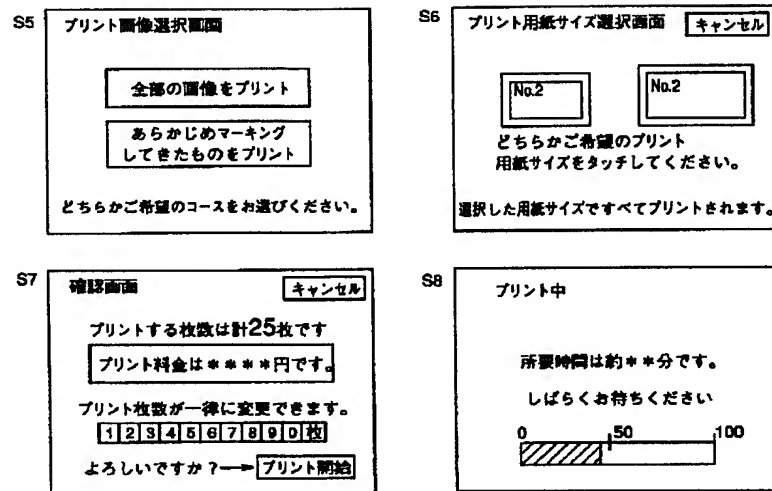 S5
プリント画像選択画面
全部の画像をプリント
あらかじめマーキング
してきたものをプリント
どちらかご希望のコースをお選びください。
S6
プリント用紙サイズ選択画面
キャンセル
No.2
No.2
どちらかご希望のプリント
用紙サイズをタッチしてください。
選択した用紙サイズですべてプリントされます。
S7
確認画面
キャンセル
プリントする枚数は計25枚です
プリント料金は＊＊＊＊円です。
プリント枚数が一律に変更できます。
1 2 3 4 5 6 7 8 9 0 枚
よろしいですか？→ プリント開始
S8
プリント中
所要時間は約＊＊分です。
しばらくお待ちください
0 50 100